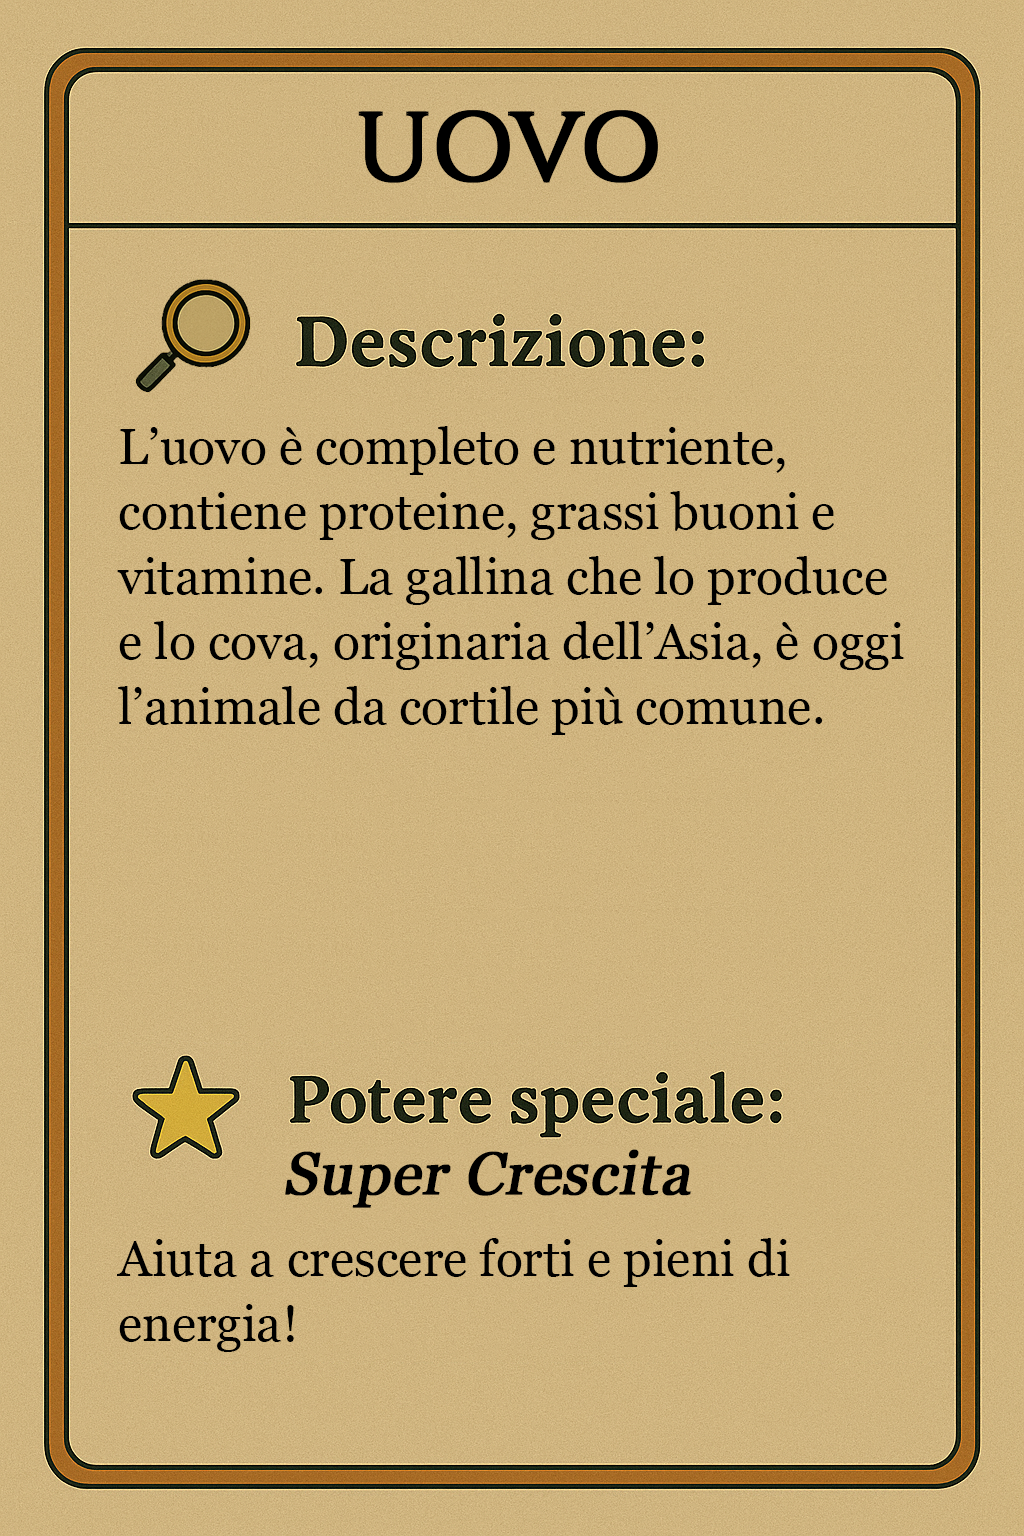 UOVO
Descrizione:
L’uovo è completo e nutriente,
contiene proteine, grassi buoni e
vitamine. La gallina che lo produce
e lo cova, originaria dell’Asia, è oggi
l’animale da cortile più comune.
Potere speciale:
Super Crescita
Aiuta a crescere forti e pieni di
energia!